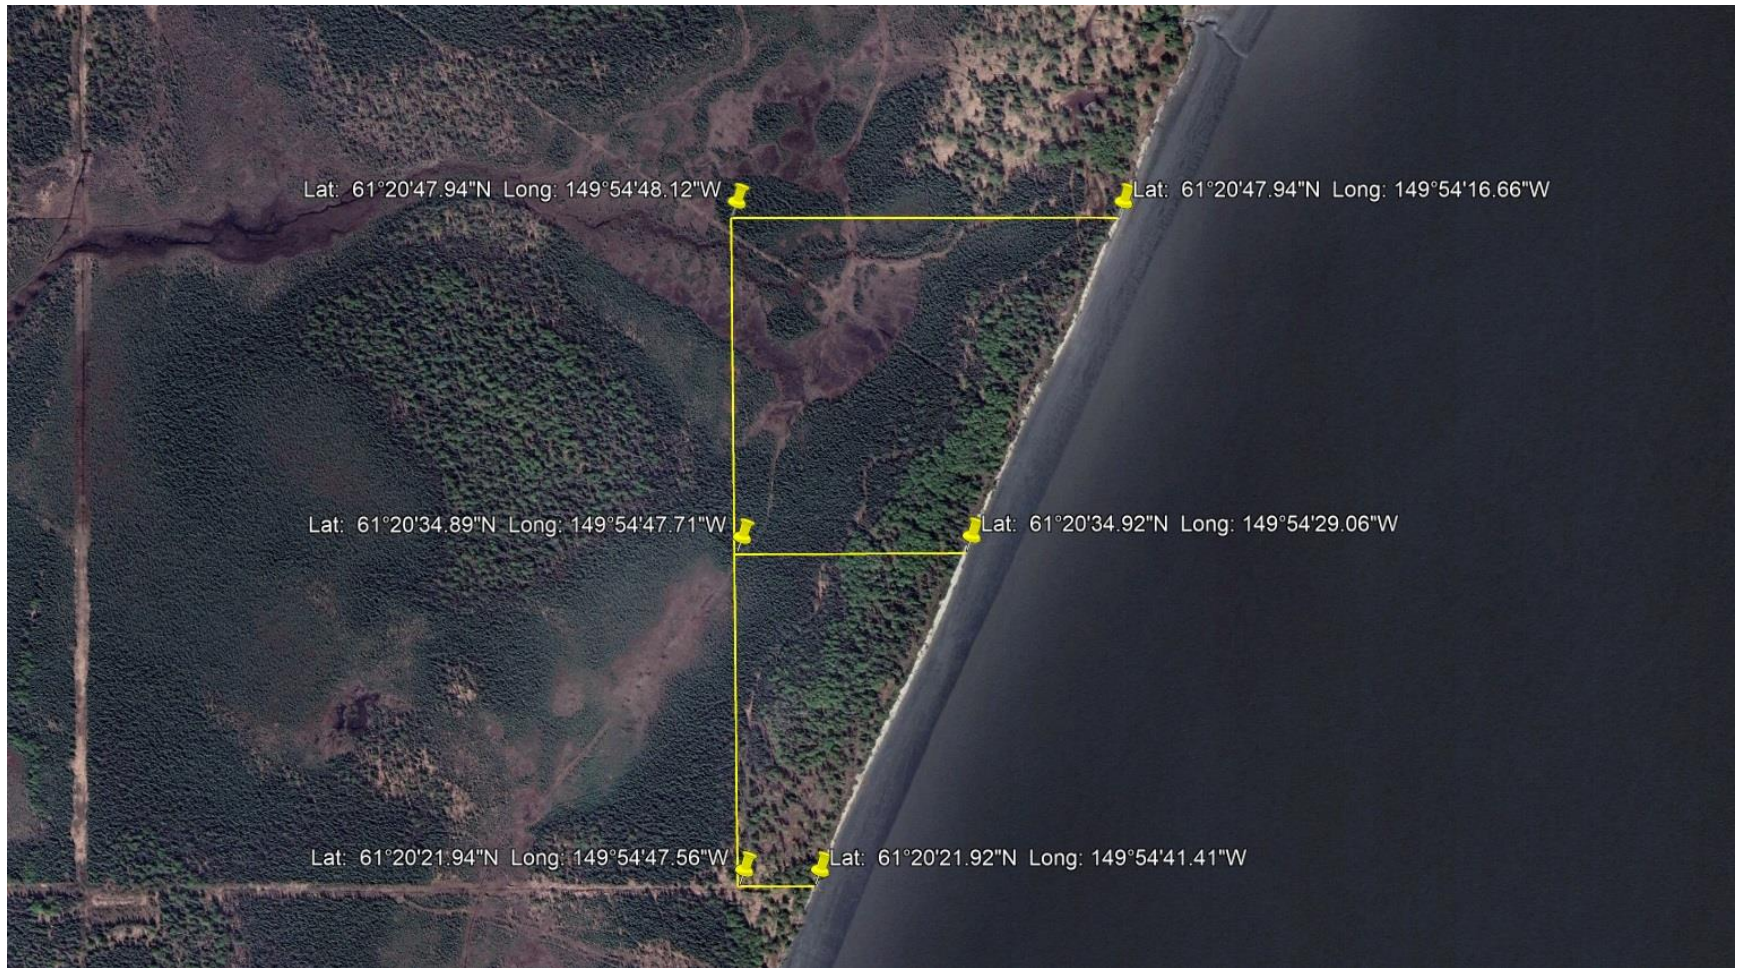 Lat:  61°20'47.94"N  Long: 149°54'48.12"W
Lat:  61°20'47.94"N  Long: 149°54'16.66"W
Lat:  61°20'34.89"N  Long: 149°54'47.71"W
Lat:  61°20'34.92"N  Long: 149°54'29.06"W
Lat:  61°20'21.94"N  Long: 149°54'47.56"W
Lat:  61°20'21.92"N  Long: 149°54'41.41"W